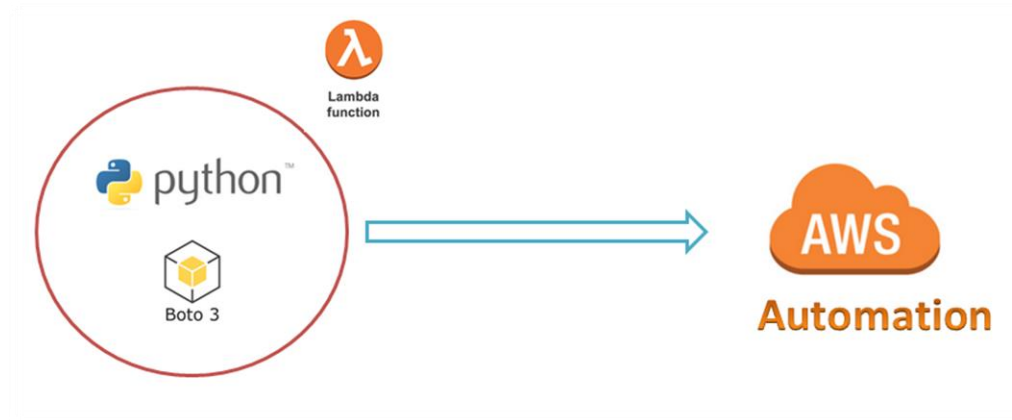 λ
Lambda
function
python™
Boto 3
AWS
Automation